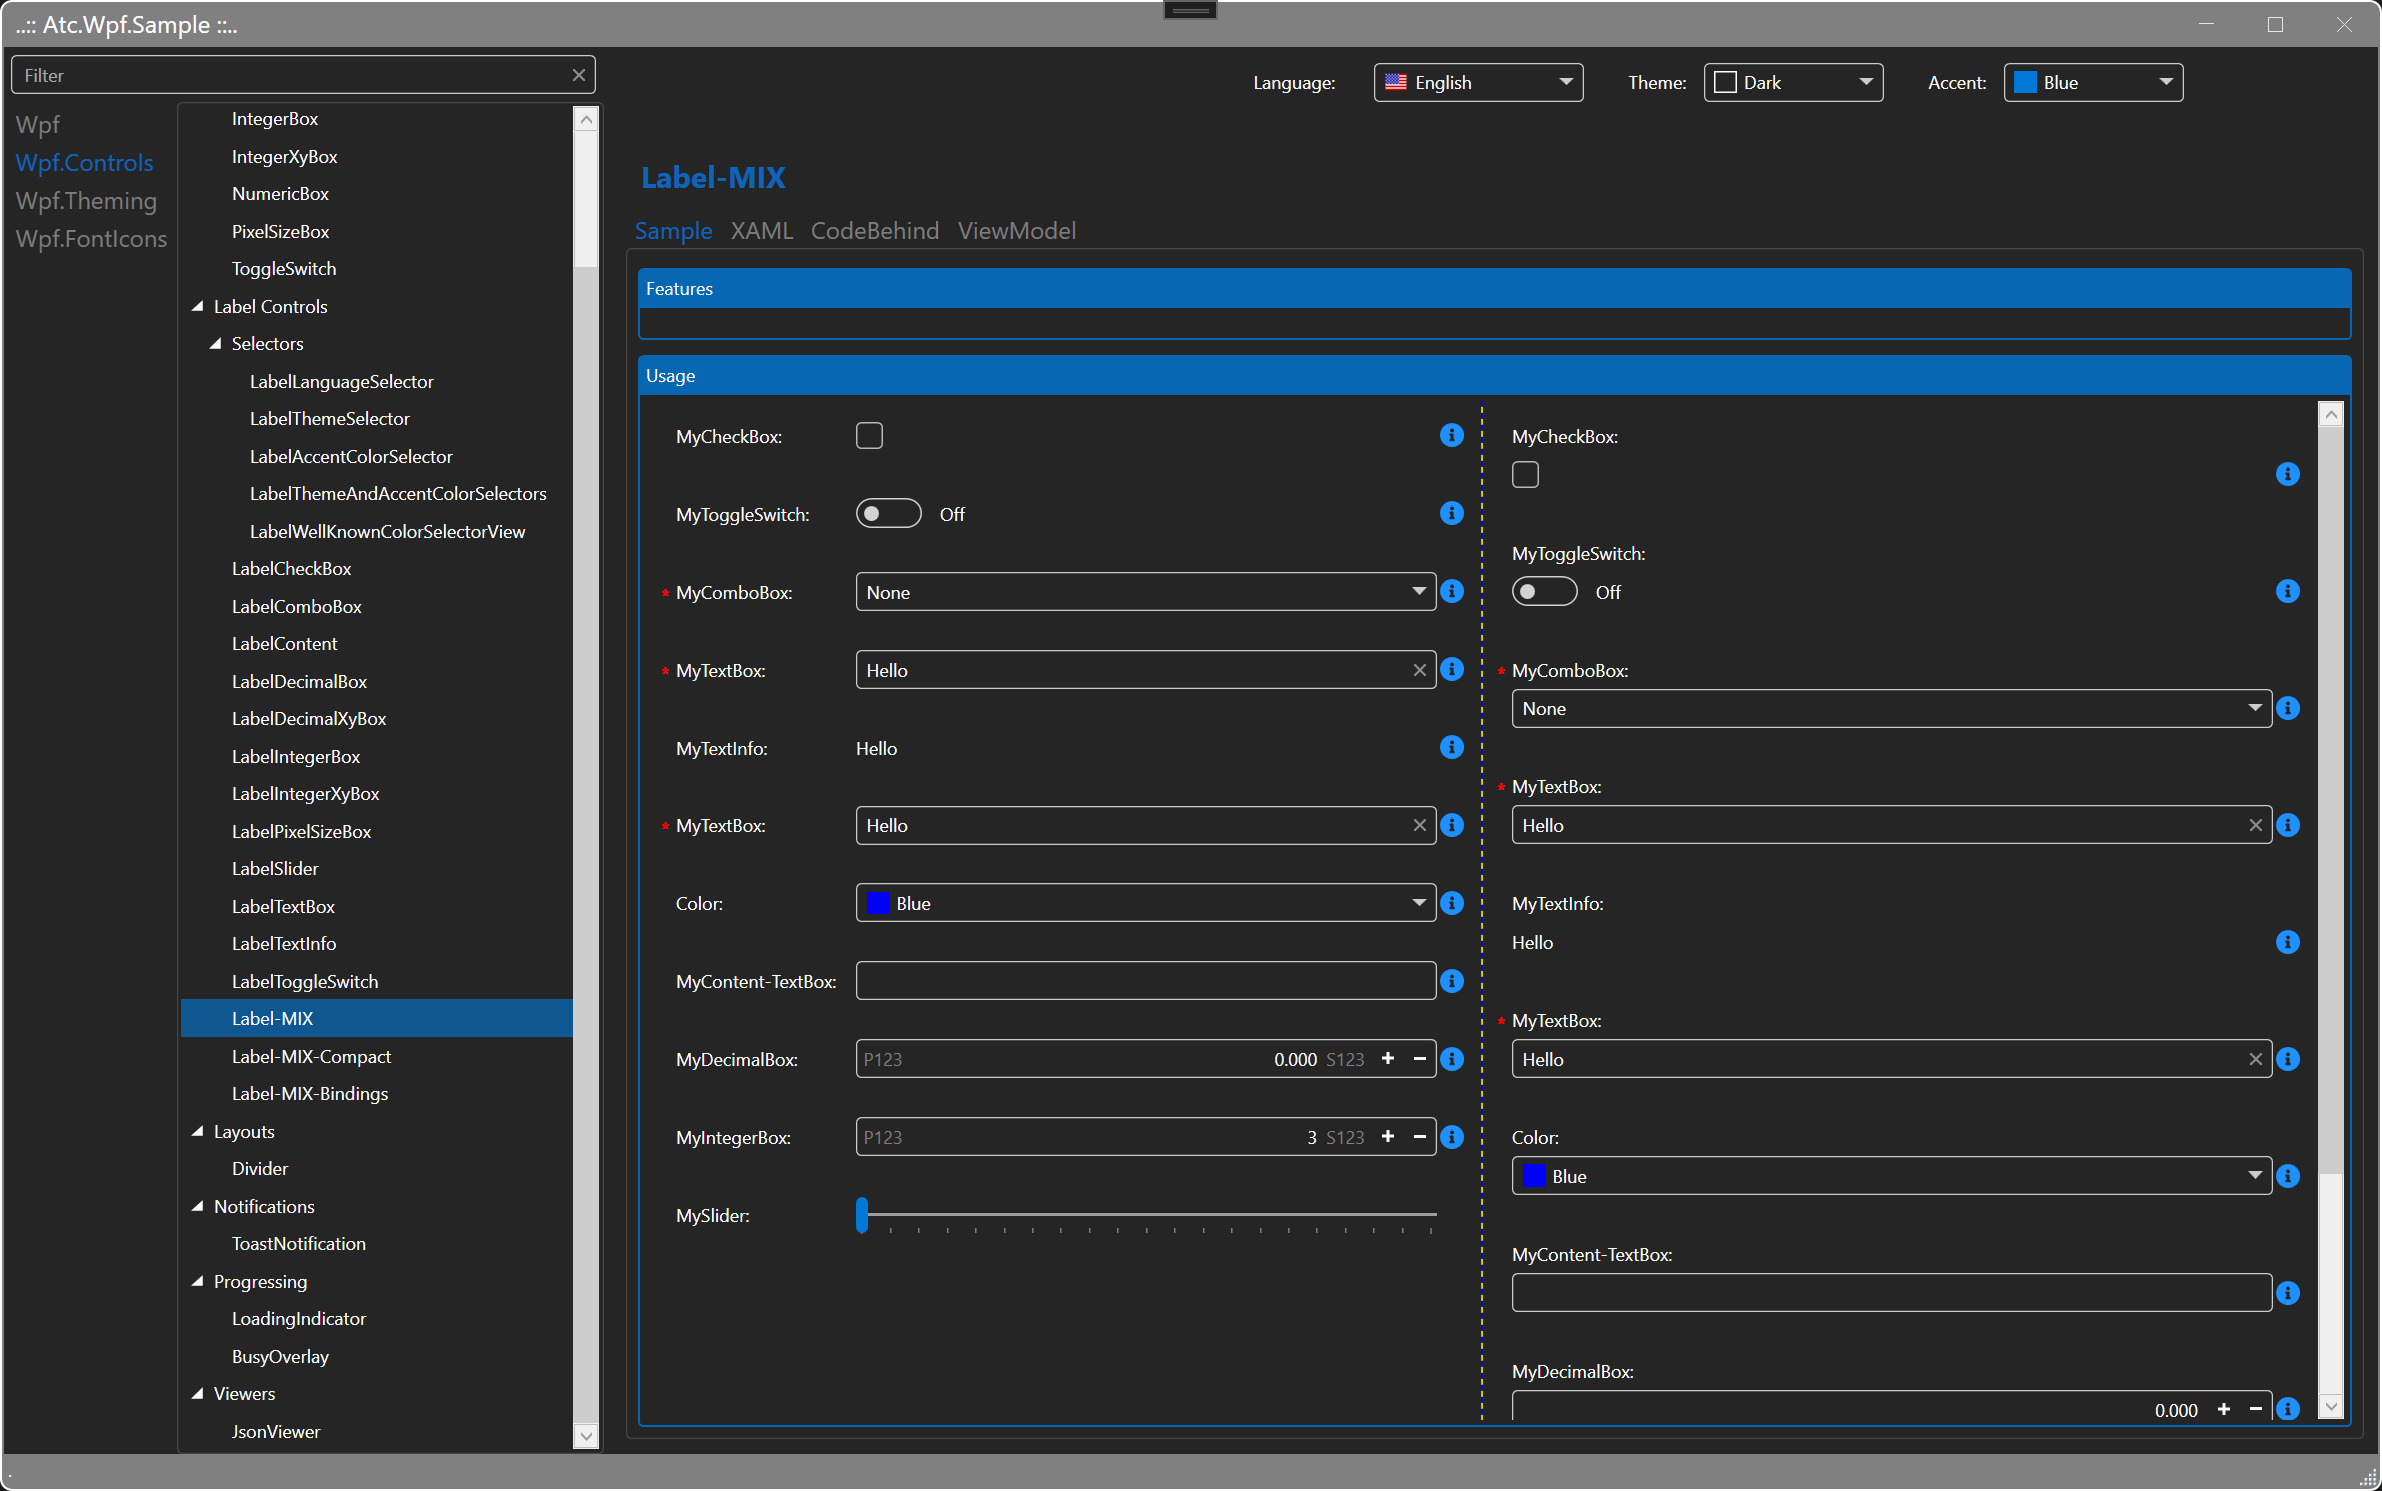 ..:: Atc.Wpf.Sample ::..
Filter
Language: English Theme: Dark Accent: Blue
Wpf
Wpf.Controls
Wpf.Theming
Wpf.FontIcons
IntegerBox
IntegerXyBox
NumericBox
PixelSizeBox
ToggleSwitch
Label Controls
Selectors
LabelLanguageSelector
LabelThemeSelector
LabelAccentColorSelector
LabelThemeAndAccentColorSelectors
LabelWellKnownColorSelectorView
LabelCheckBox
LabelComboBox
LabelContent
LabelDecimalBox
LabelDecimalXyBox
LabelIntegerBox
LabelIntegerXyBox
LabelPixelSizeBox
LabelSlider
LabelTextBox
LabelTextInfo
LabelToggleSwitch
Label-MIX
Label-MIX-Compact
Label-MIX-Bindings
Layouts
Divider
Notifications
ToastNotification
Progressing
LoadingIndicator
BusyOverlay
Viewers
JsonViewer
Label-MIX
Sample XAML CodeBehind ViewModel
Features
Usage
MyCheckBox:
MyToggleSwitch: Off
* MyComboBox: None
* MyTextBox: Hello
MyTextInfo: Hello
* MyTextBox: Hello
Color: Blue
MyContent-TextBox:
MyDecimalBox: P123 0.000 S123 + −
MyIntegerBox: P123 3 S123 + −
MySlider:
MyCheckBox:
MyToggleSwitch:
Off
* MyComboBox:
None
* MyTextBox:
Hello
MyTextInfo:
Hello
* MyTextBox:
Hello
Color:
Blue
MyContent-TextBox:
MyDecimalBox:
0.000 + −
.